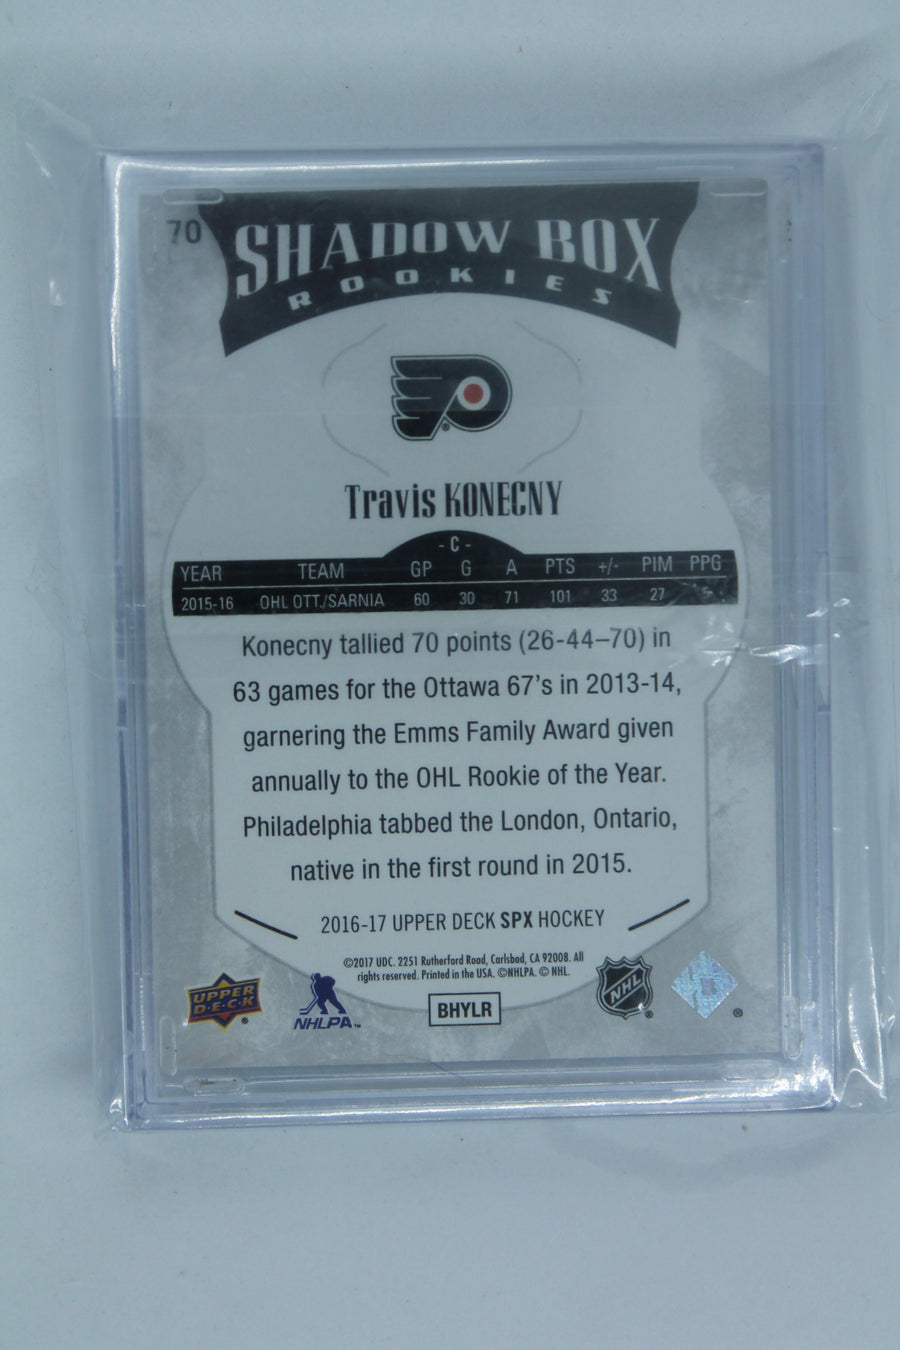 70
SHADOW BOX
ROOKIES
Travis KONECNY
- C -
YEAR TEAM GP G A PTS +/- PIM PPG
2015-16 OHL OTT./SARNIA 60 30 71 101 33 27
Konecny tallied 70 points (26-44–70) in
63 games for the Ottawa 67's in 2013-14,
garnering the Emms Family Award given
annually to the OHL Rookie of the Year.
Philadelphia tabbed the London, Ontario,
native in the first round in 2015.
2016-17 UPPER DECK SPX HOCKEY
©2017 UDC. 2251 Rutherford Road, Carlsbad, CA 92008. All
rights reserved. Printed in the USA. ©NHLPA. © NHL.
UPPER
D·E·C·K
®
NHLPA™
BHYLR
NHL
®
®